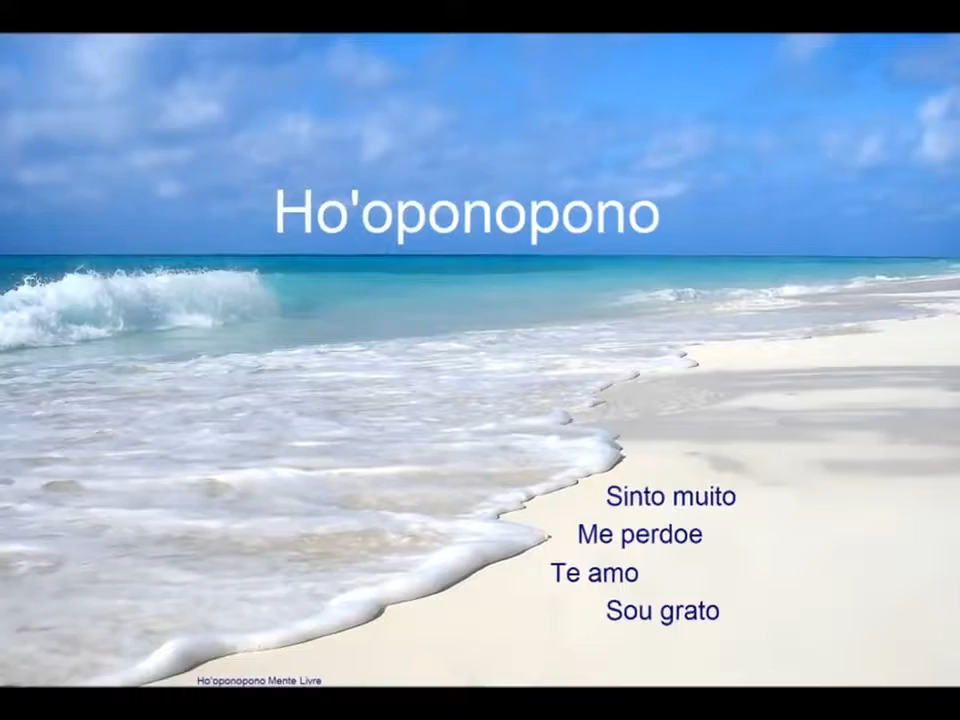 Ho'oponopono
Sinto muito
Me perdoe
Te amo
Sou grato
Ho'oponopono Mente Livre